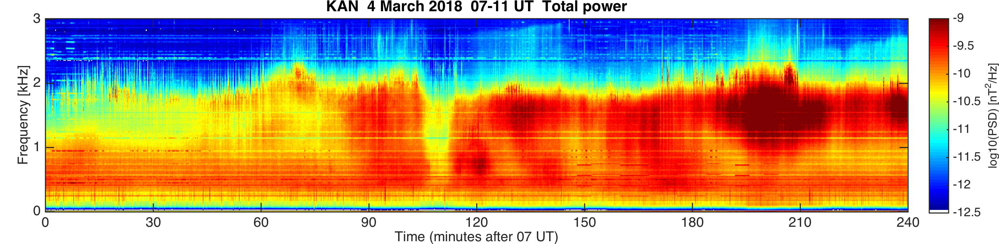 KAN 4 March 2018 07-11 UT Total power
3
2
1
0
Frequency [kHz]
0 30 60 90 120 150 180 210 240
Time (minutes after 07 UT)
-9
-9.5
-10
-10.5
-11
-11.5
-12
-12.5
log10(PSD) [nT2/Hz]